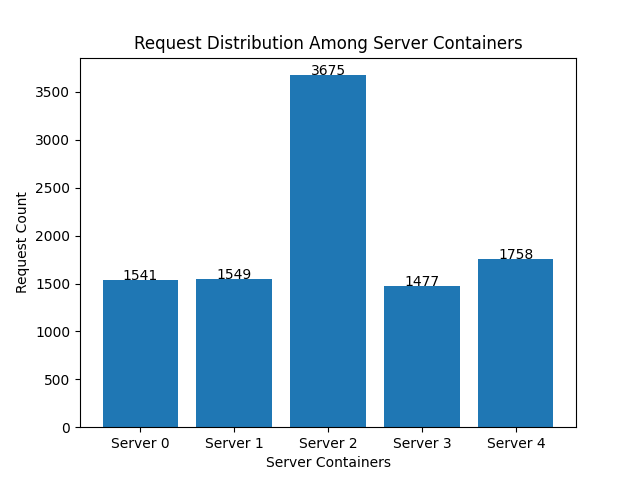 Request Distribution Among Server Containers
3675
3500
3000
2500
2000
1758
1541
1549
1477
1500
1000
500
0
Request Count
Server 0
Server 1
Server 2
Server 3
Server 4
Server Containers